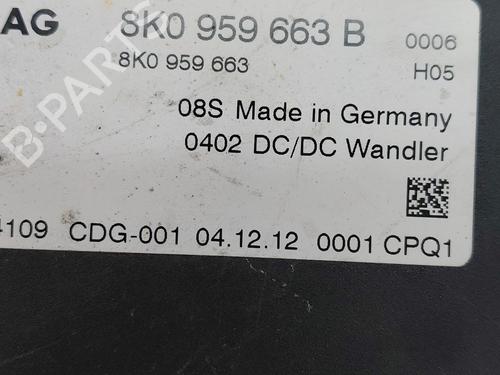 AG 8K0 959 663 B 0006
8K0 959 663 H05
08S Made in Germany
0402 DC/DC Wandler
4109 CDG-001 04.12.12 0001 CPQ1
B-PARTS